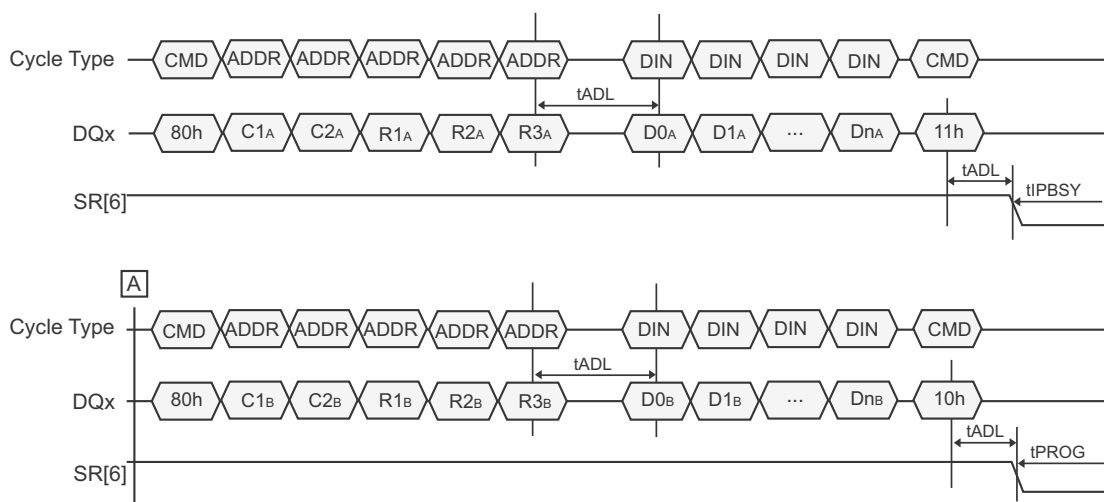 Cycle Type CMD ADDR ADDR ADDR ADDR ADDR DIN DIN DIN DIN CMD
tADL
DQx 80h C1A C2A R1A R2A R3A D0A D1A ... DnA 11h
tADL
SR[6] tIPBSY
A
Cycle Type CMD ADDR ADDR ADDR ADDR ADDR DIN DIN DIN DIN CMD
tADL
DQx 80h C1B C2B R1B R2B R3B D0B D1B ... DnB 10h
tADL
SR[6] tPROG